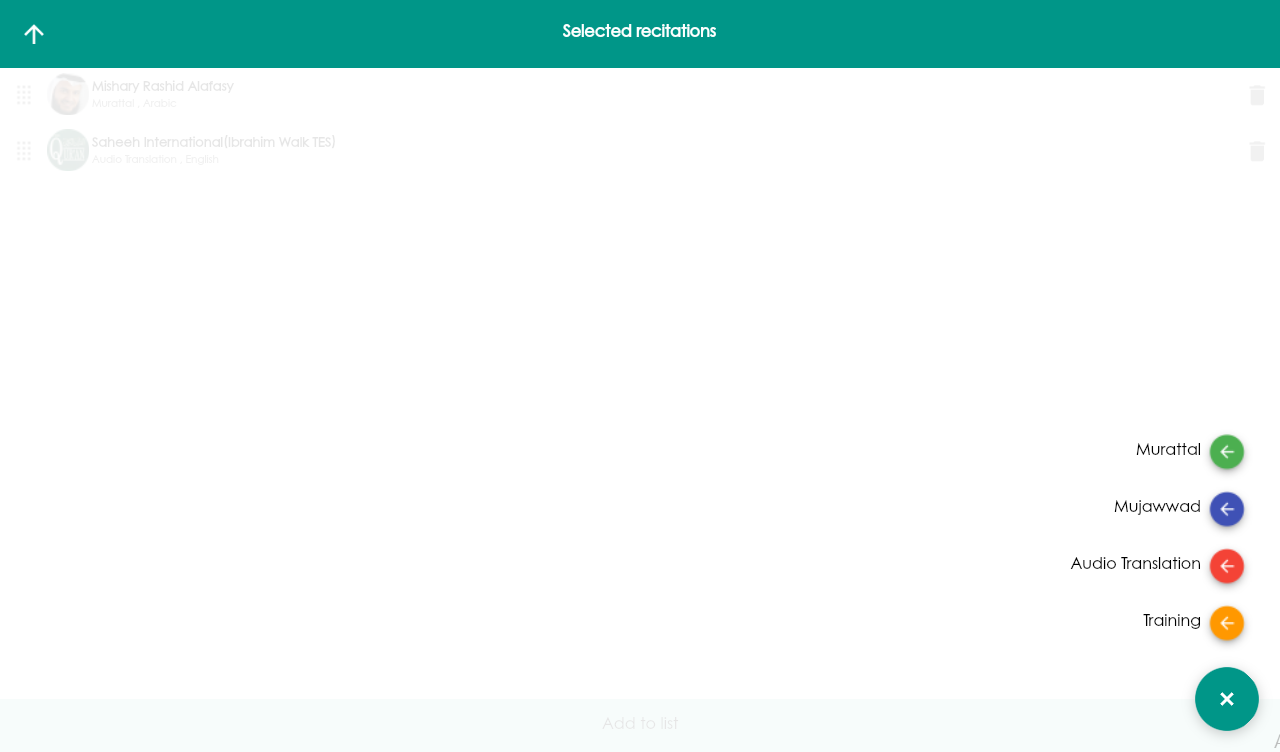 Selected recitations
Mishary Rashid Alafasy
Murattal . Arabic
Saheeh International(Ibrahim Walk TES)
Audio Translation . English
Murattal
Mujawwad
Audio Translation
Training
Add to list